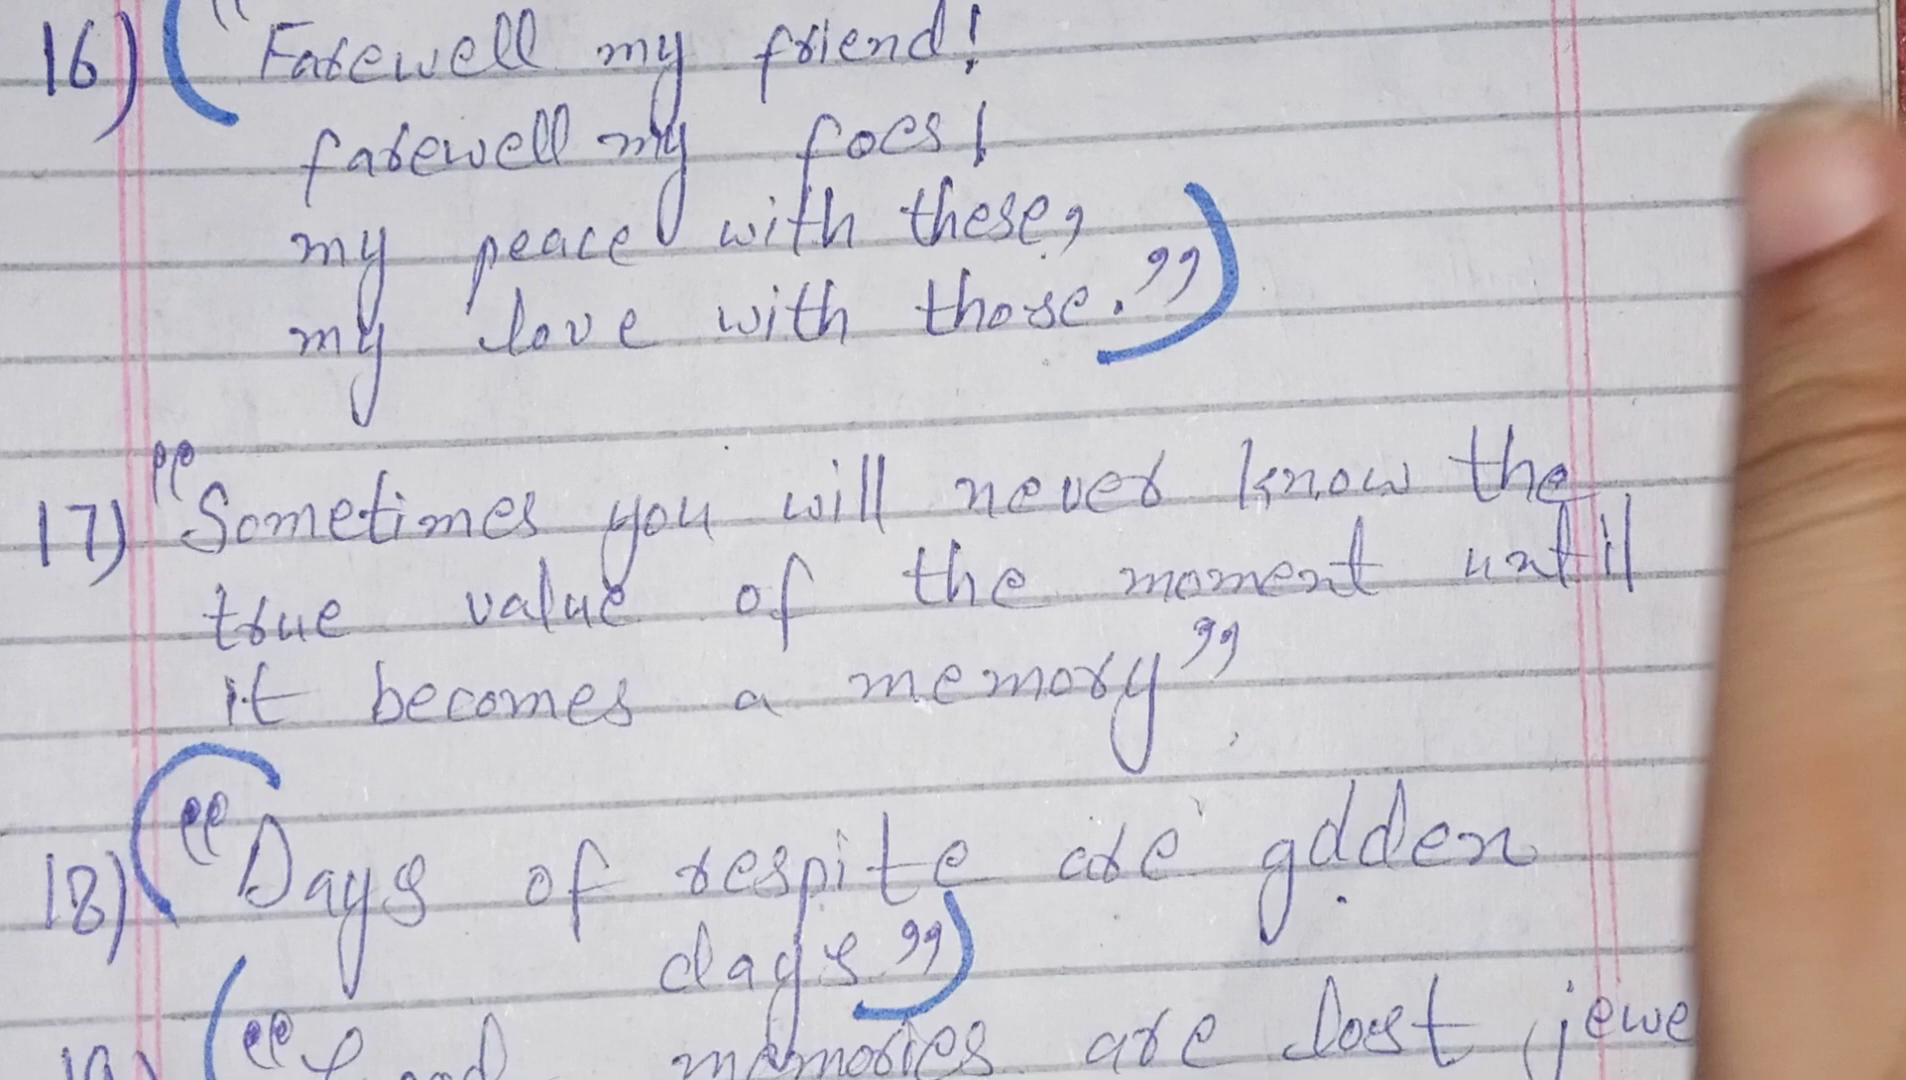 16) "Farewell my friend!
farewell my foes!
my peace with these,
my love with those."
17) "Sometimes you will never know the
true value of the moment until
it becomes a memory"
18) "Days of respite are golden
days"
19) "Good memories are lost jewe